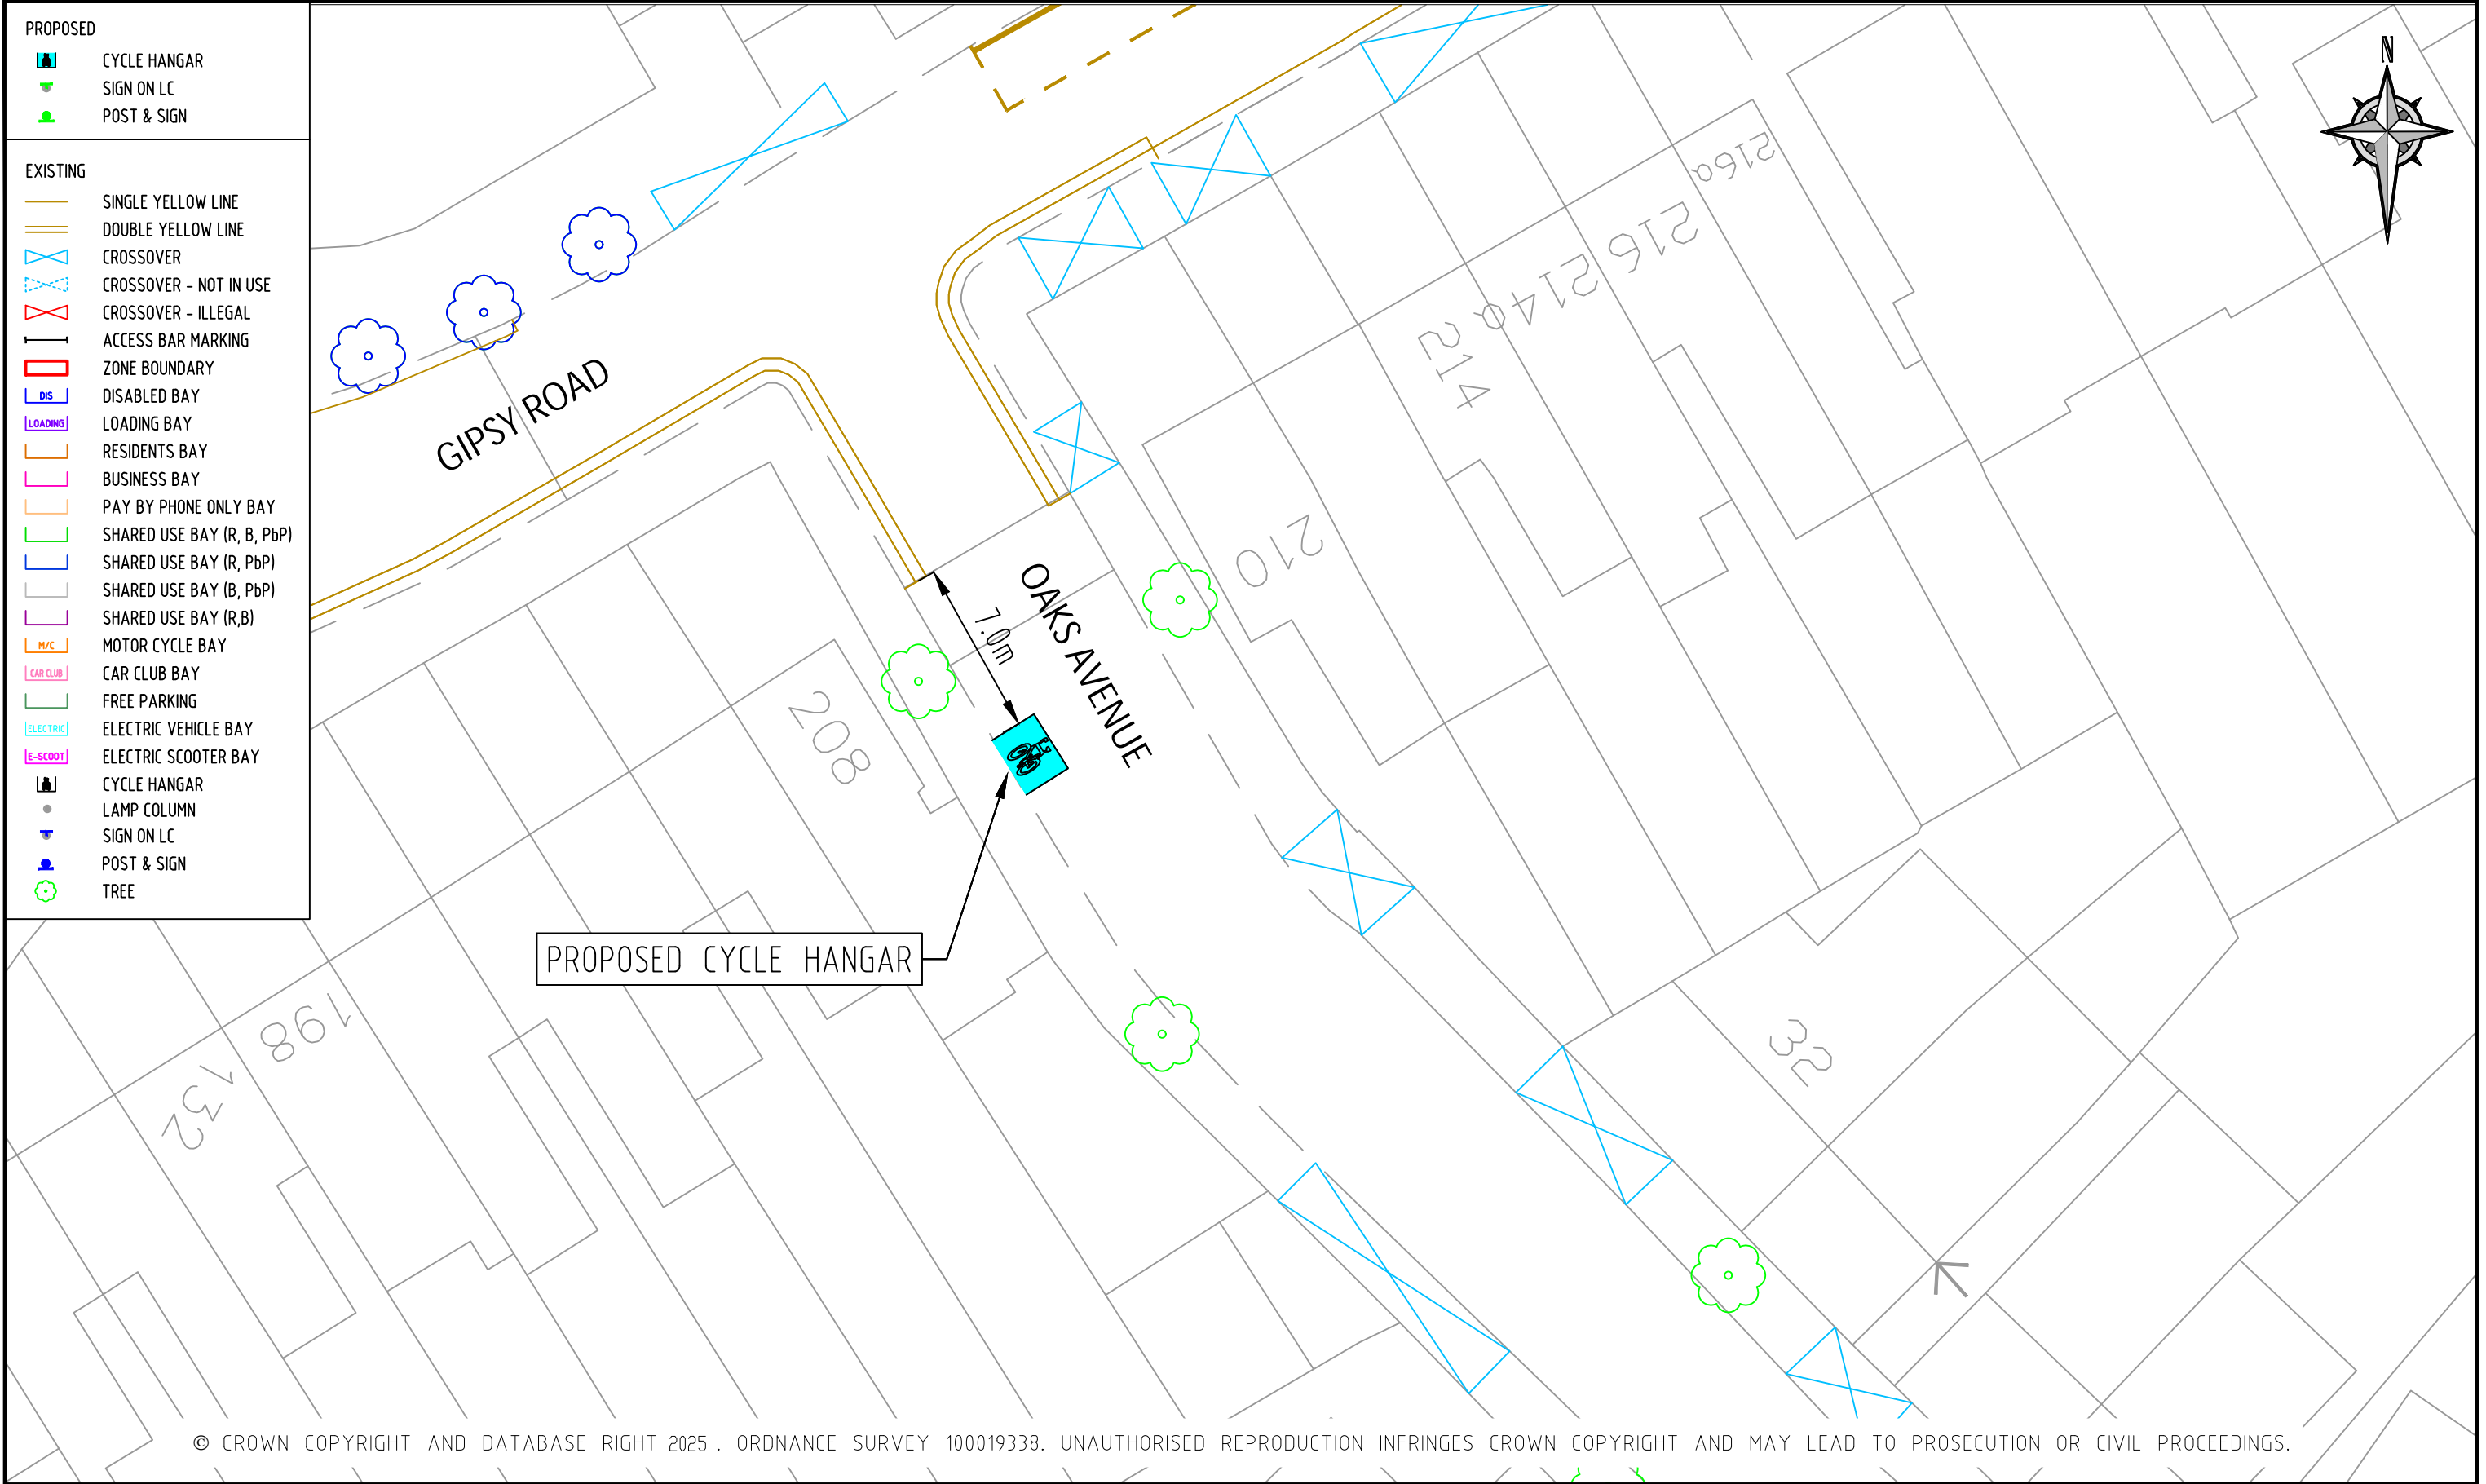 PROPOSED
CYCLE HANGAR
SIGN ON LC
POST & SIGN
EXISTING
SINGLE YELLOW LINE
DOUBLE YELLOW LINE
CROSSOVER
CROSSOVER - NOT IN USE
CROSSOVER - ILLEGAL
ACCESS BAR MARKING
ZONE BOUNDARY
DIS DISABLED BAY
LOADING LOADING BAY
RESIDENTS BAY
BUSINESS BAY
PAY BY PHONE ONLY BAY
SHARED USE BAY (R, B, PbP)
SHARED USE BAY (R, PbP)
SHARED USE BAY (B, PbP)
SHARED USE BAY (R,B)
M/C MOTOR CYCLE BAY
CAR CLUB CAR CLUB BAY
FREE PARKING
ELECTRIC ELECTRIC VEHICLE BAY
E-SCOOT ELECTRIC SCOOTER BAY
CYCLE HANGAR
LAMP COLUMN
SIGN ON LC
POST & SIGN
TREE
N
GIPSY ROAD
OAKS AVENUE
7.0m
210
208
198
32
PROPOSED CYCLE HANGAR
© CROWN COPYRIGHT AND DATABASE RIGHT 2025 . ORDNANCE SURVEY 100019338. UNAUTHORISED REPRODUCTION INFRINGES CROWN COPYRIGHT AND MAY LEAD TO PROSECUTION OR CIVIL PROCEEDINGS.